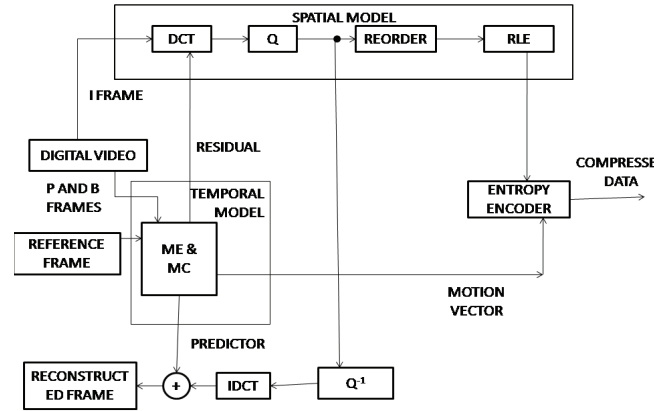 SPATIAL MODEL
DCT
Q
REORDER
RLE
I FRAME
DIGITAL VIDEO
RESIDUAL
COMPRESSE
DATA
P AND B
FRAMES
TEMPORAL
MODEL
ENTROPY
ENCODER
REFERENCE
FRAME
ME &
MC
MOTION
VECTOR
PREDICTOR
RECONSTRUCT
ED FRAME
+
IDCT
Q-1